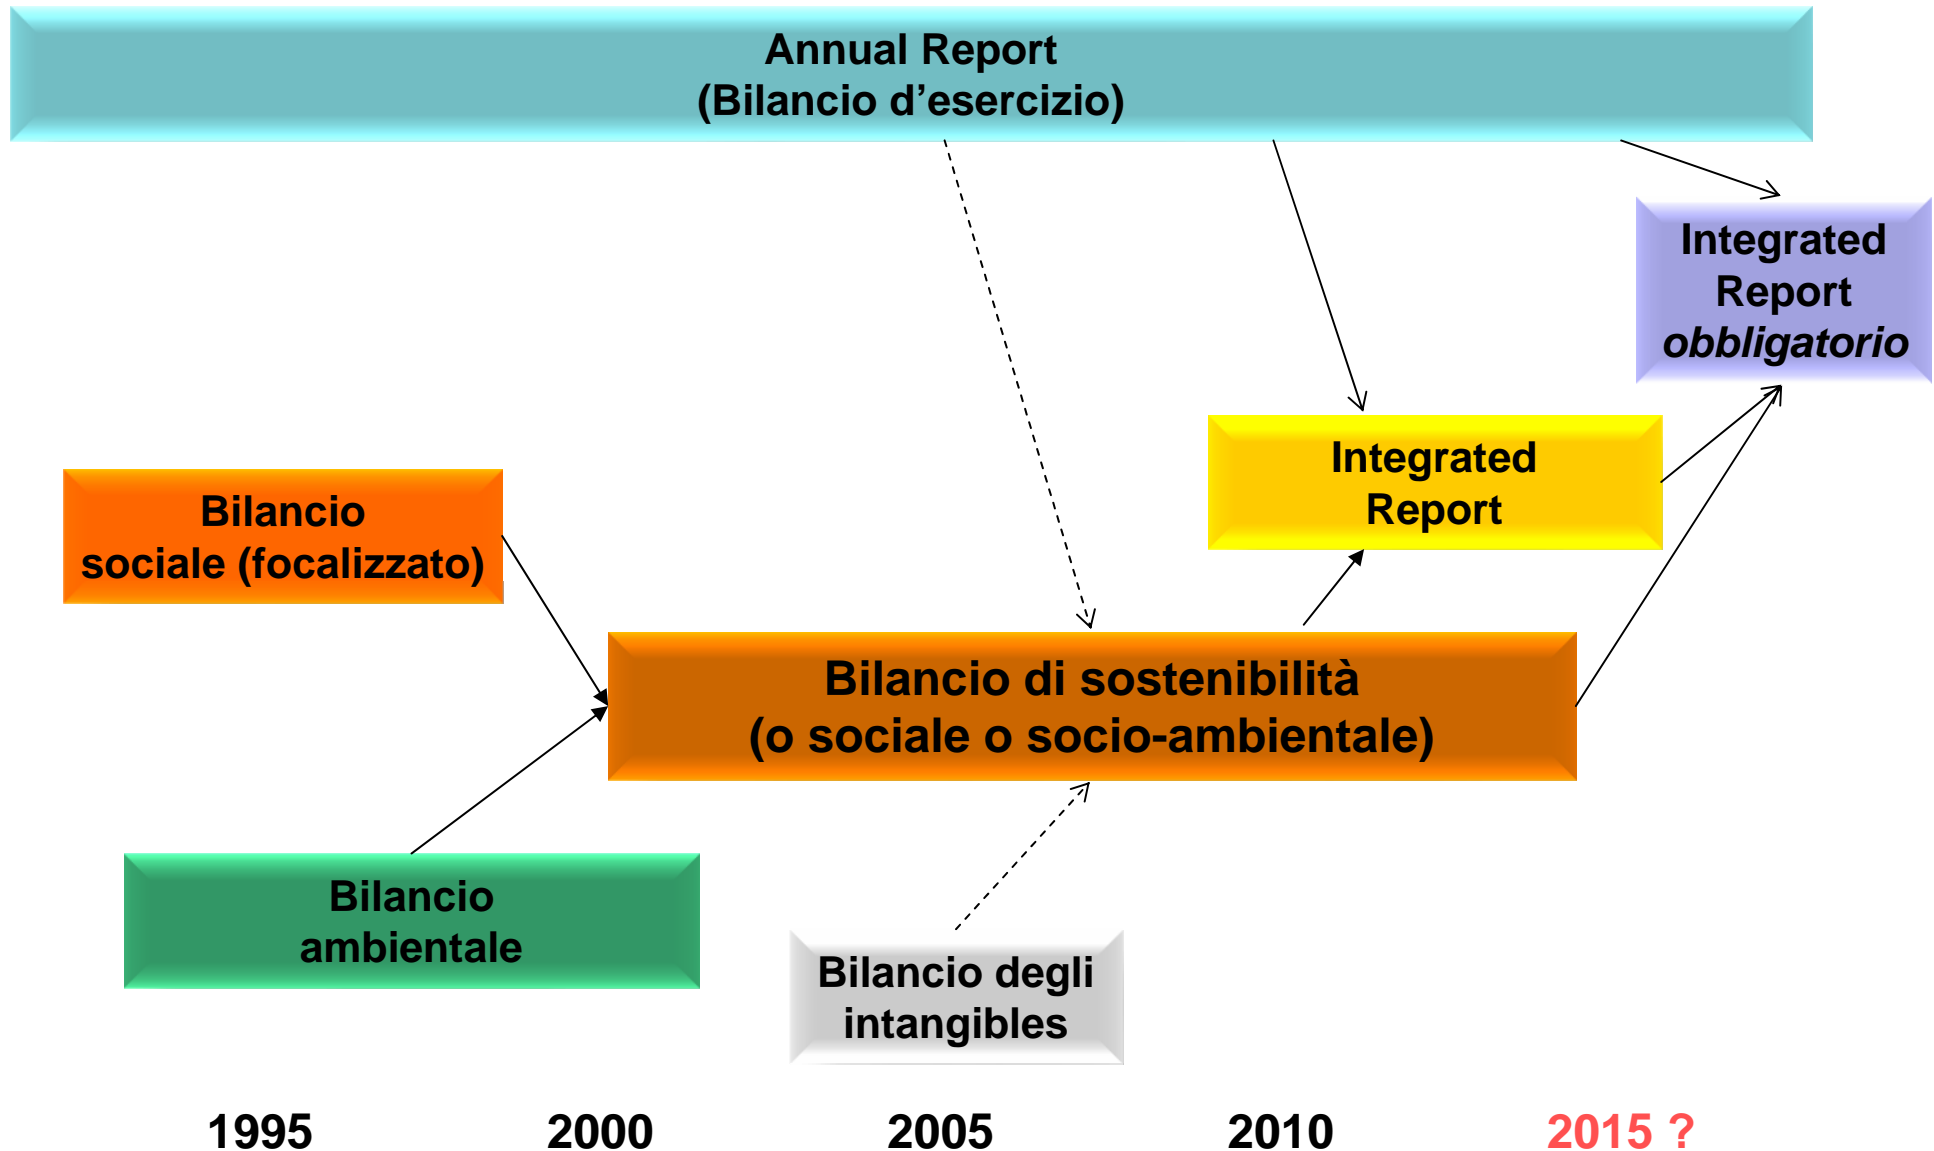 Annual Report
(Bilancio d’esercizio)
Integrated
Report
obbligatorio
Integrated
Report
Bilancio
sociale (focalizzato)
Bilancio di sostenibilità
(o sociale o socio-ambientale)
Bilancio
ambientale
Bilancio degli
intangibles
1995 2000 2005 2010 2015 ?